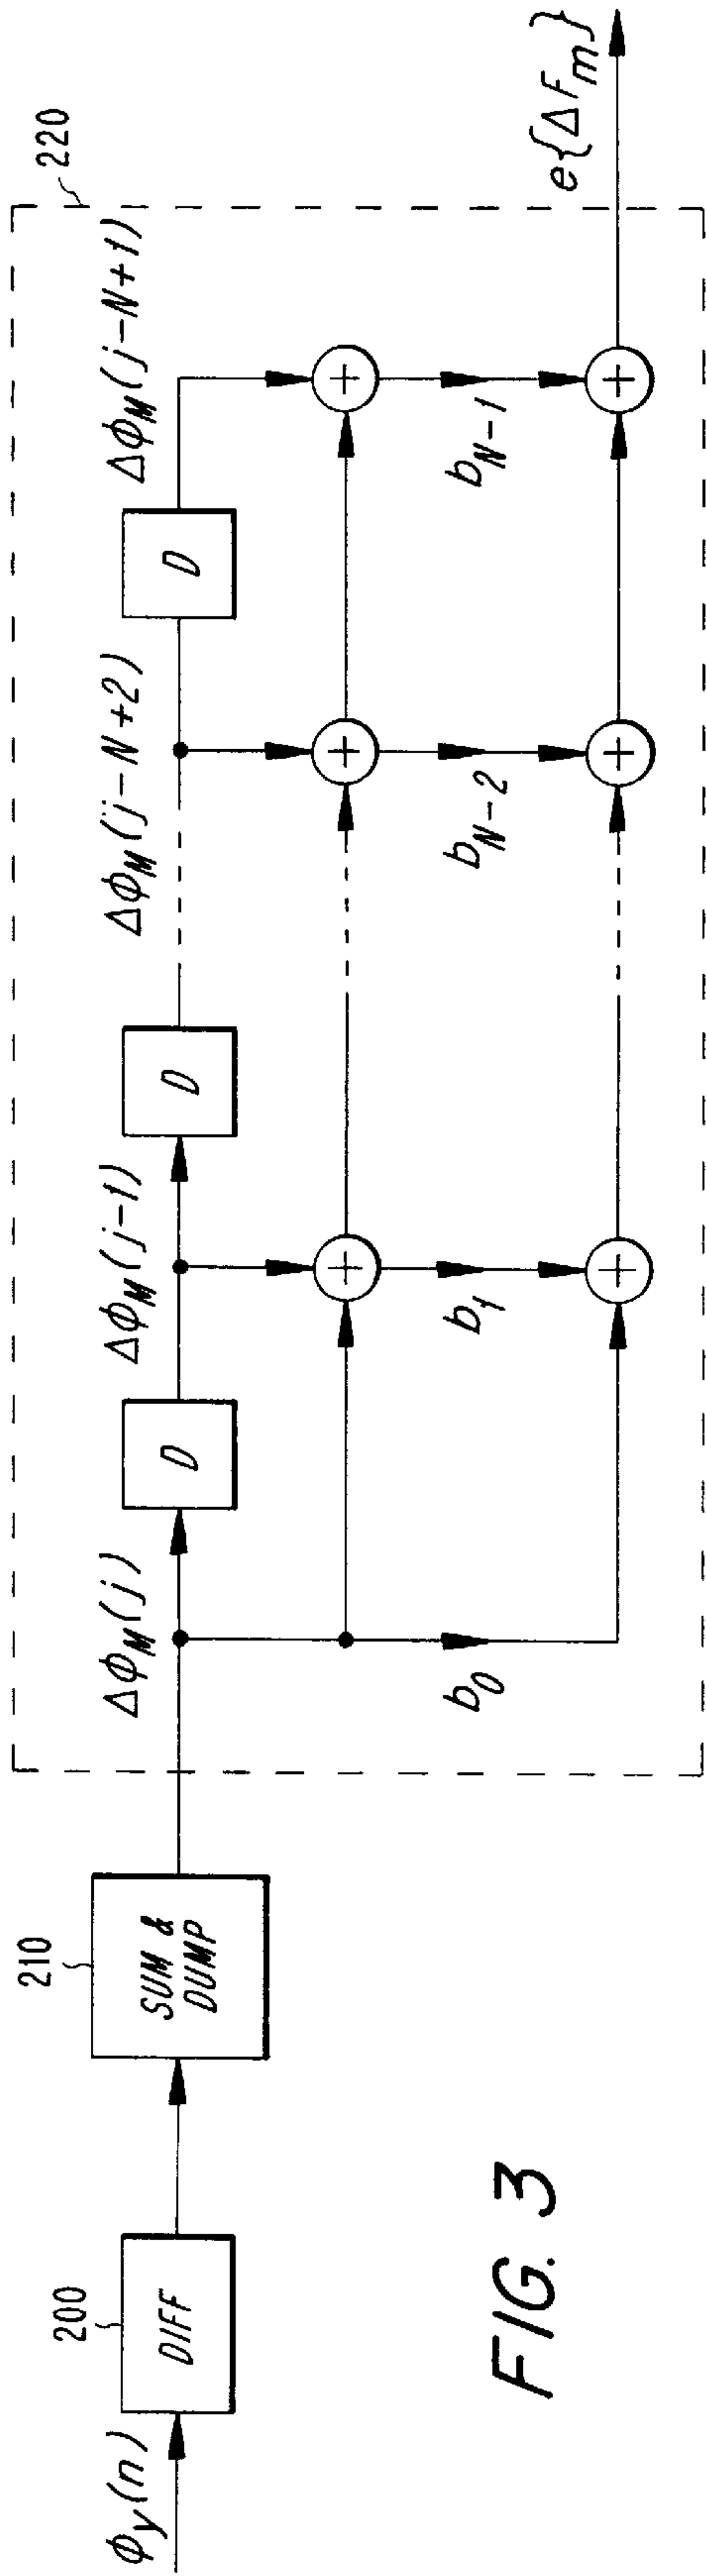 ϕy(n)
200
DIFF
210
SUM &
DUMP
220
ΔϕM(j)
D
ΔϕM(j-1)
D
ΔϕM(j-N+2)
D
ΔϕM(j-N+1)
+
+
+
b0
b1
bN-2
bN-1
+
+
+
e{ΔFm}
FIG. 3